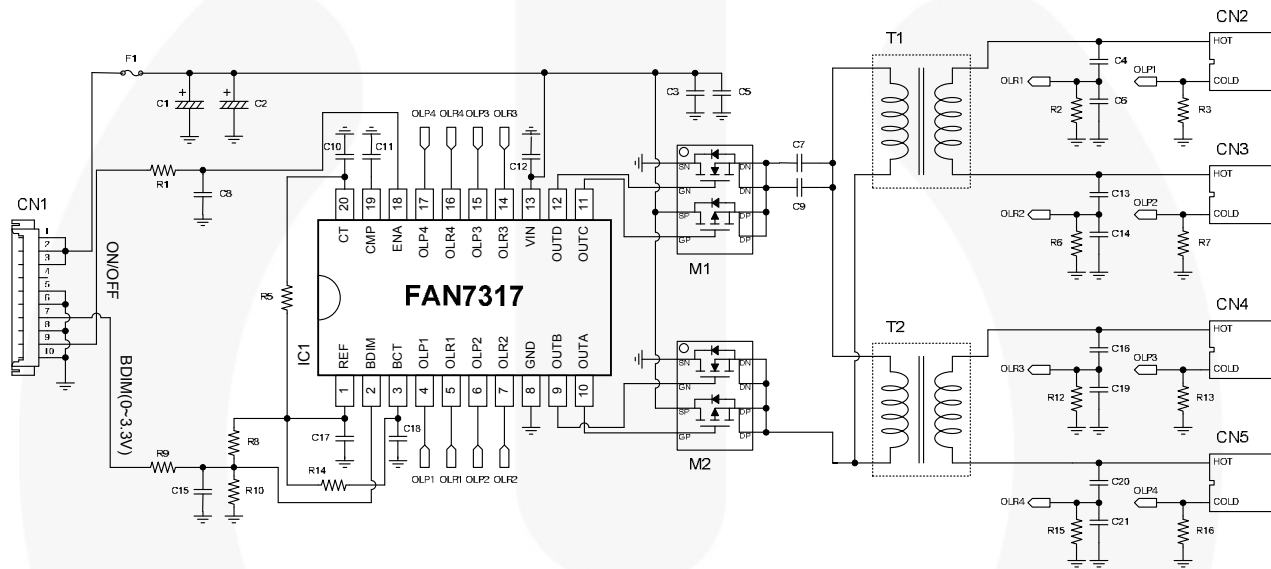 CN2
T1
HOT
F1
C4
OLR1
OLP1
COLD
C1
C2
C3
C5
C6
R2
R3
OLP4
OLR4
OLP3
OLR3
C10
C11
C12
C7
CN3
SN
DN
GN
DN
HOT
R1
C8
C9
C13
OLR2
OLP2
COLD
SP
DP
GP
DP
C14
R6
R7
CN1
20
19
18
17
16
15
14
13
12
11
CT
CMP
ENA
OLP4
OLR4
OLP3
OLR3
VIN
OUTD
OUTC
M1
1
2
3
4
5
6
7
8
9
10
ON/OFF
R5
FAN7317
CN4
T2
HOT
IC1
REF
BDIM
BCT
OLP1
OLR1
OLP2
OLR2
GND
OUTB
OUTA
1
2
3
4
5
6
7
8
9
10
SN
DN
GN
DN
SP
DP
GP
DP
M2
C16
OLR3
OLP3
COLD
C19
R12
R13
BDIM(0~3.3V)
R8
C17
C18
CN5
HOT
R9
R14
C15
R10
OLP1
OLR1
OLP2
OLR2
C20
OLR4
OLP4
COLD
C21
R15
R16